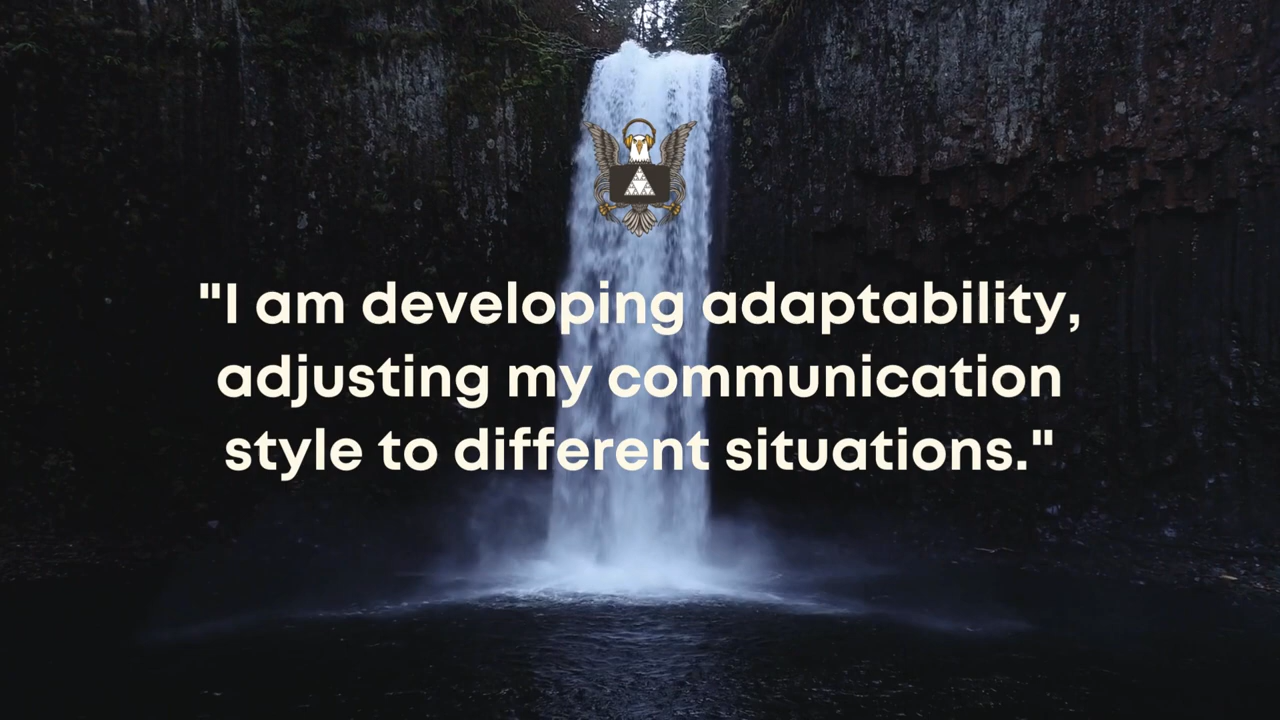 "I am developing adaptability,
adjusting my communication
style to different situations."